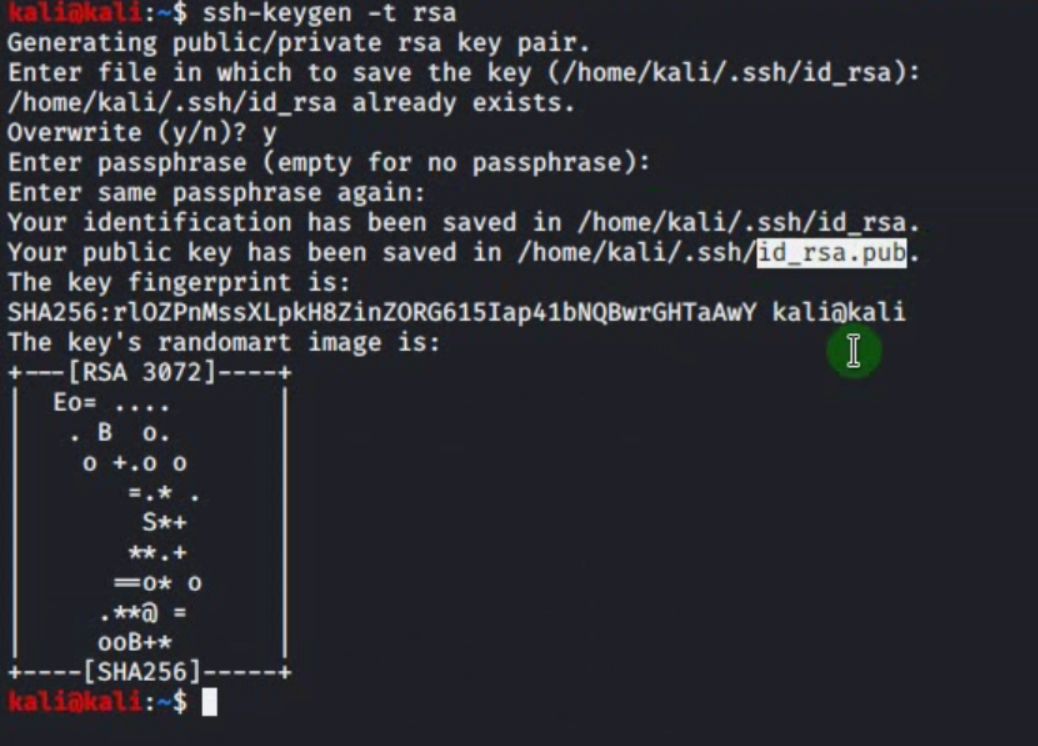 kali@kali:~$ ssh-keygen -t rsa
Generating public/private rsa key pair.
Enter file in which to save the key (/home/kali/.ssh/id_rsa):
/home/kali/.ssh/id_rsa already exists.
Overwrite (y/n)? y
Enter passphrase (empty for no passphrase):
Enter same passphrase again:
Your identification has been saved in /home/kali/.ssh/id_rsa.
Your public key has been saved in /home/kali/.ssh/id_rsa.pub.
The key fingerprint is:
SHA256:rlOZPnMssXLpkH8ZinZORG615Iap41bNQBwrGHTaAwY kali@kali
The key's randomart image is:
+---[RSA 3072]----+
|  Eo= ....       |
|   . B  o.       |
|    o +.o o      |
|       =.* .     |
|        S*+      |
|       **.+      |
|      ==o* o     |
|     .**@ =      |
|     ooB+*       |
+----[SHA256]-----+
kali@kali:~$